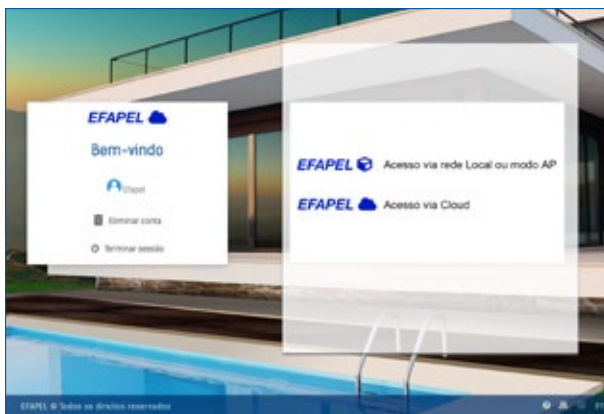 EFAPEL
Bem-vindo
Efapel
Eliminar conta
Terminar sessão
EFAPEL Acesso via rede Local ou modo AP
EFAPEL Acesso via Cloud
EFAPEL © Todos os direitos reservados